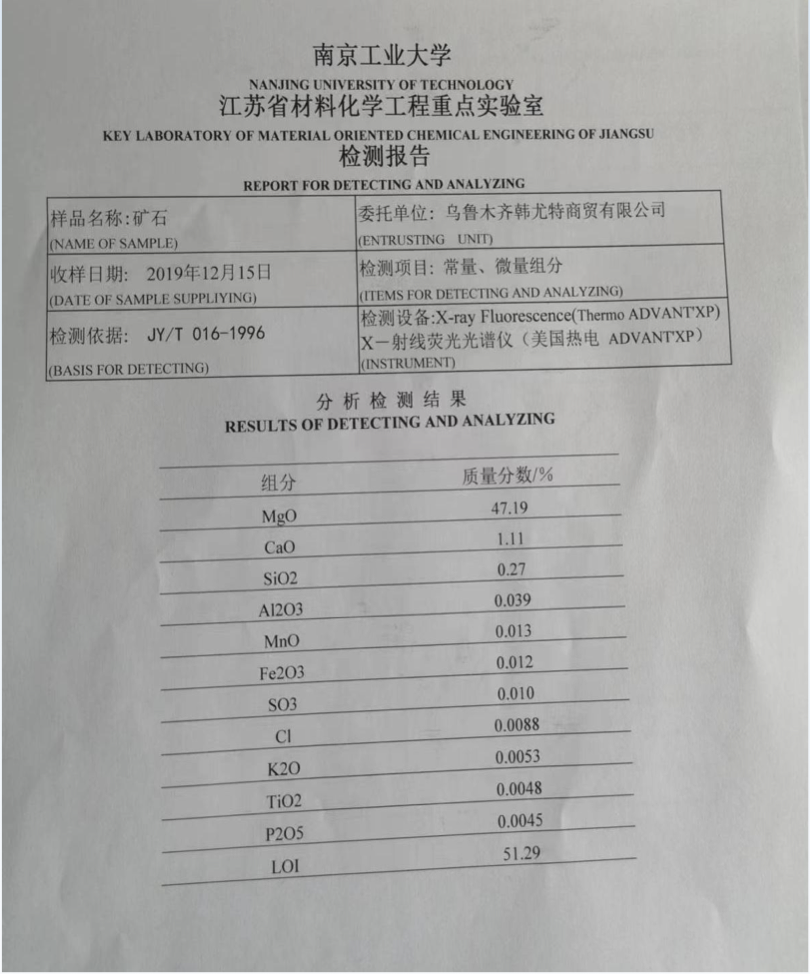 南京工业大学
NANJING UNIVERSITY OF TECHNOLOGY
江苏省材料化学工程重点实验室
KEY LABORATORY OF MATERIAL ORIENTED CHEMICAL ENGINEERING OF JIANGSU
检测报告
REPORT FOR DETECTING AND ANALYZING
样品名称:矿石
(NAME OF SAMPLE)
委托单位: 乌鲁木齐韩尤特商贸有限公司
(ENTRUSTING UNIT)
收样日期: 2019年12月15日
(DATE OF SAMPLE SUPPLIYING)
检测项目: 常量、微量组分
(ITEMS FOR DETECTING AND ANALYZING)
检测依据: JY/T 016-1996
(BASIS FOR DETECTING)
检测设备:X-ray Fluorescence(Thermo ADVANT'XP)
X－射线荧光光谱仪（美国热电 ADVANT'XP）
(INSTRUMENT)
分析检测结果
RESULTS OF DETECTING AND ANALYZING
组分 质量分数/%
MgO 47.19
CaO 1.11
SiO2 0.27
Al2O3 0.039
MnO 0.013
Fe2O3 0.012
SO3 0.010
Cl 0.0088
K2O 0.0053
TiO2 0.0048
P2O5 0.0045
LOI 51.29